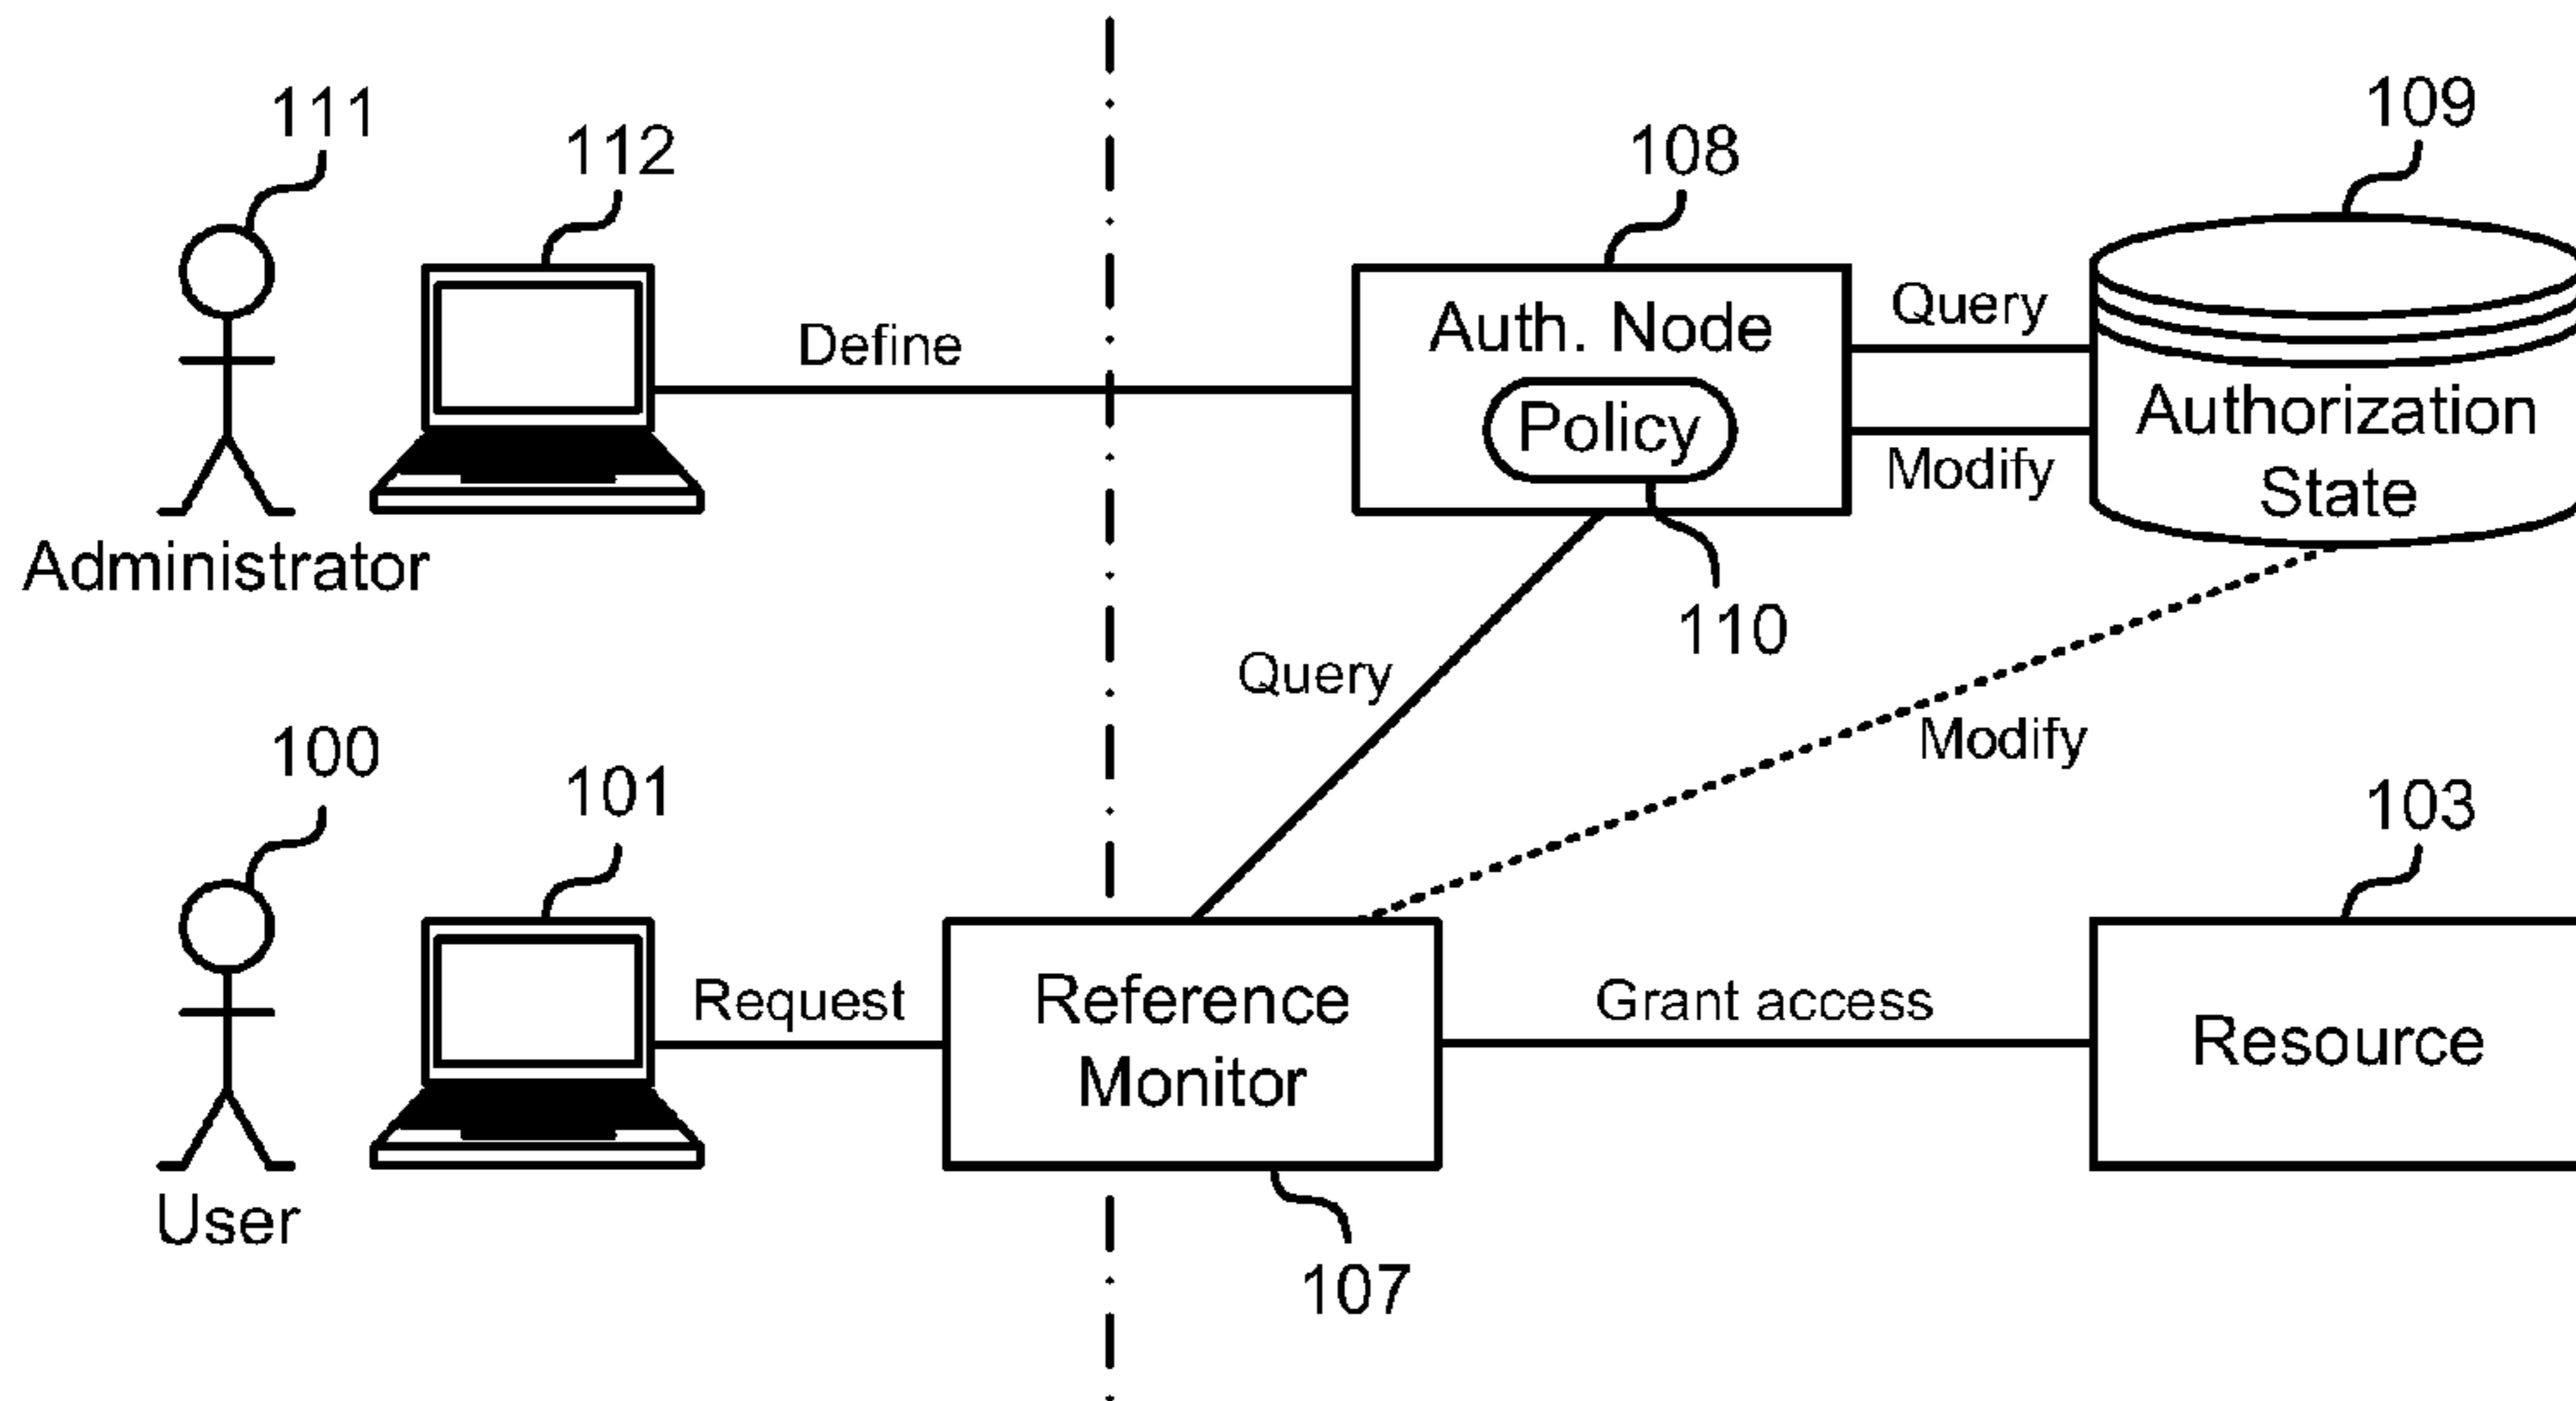 111
112
108
109
Define
Auth. Node
Policy
Query
Modify
Authorization
State
Administrator
110
Query
Modify
100
101
103
Request
Reference
Monitor
Grant access
Resource
User
107